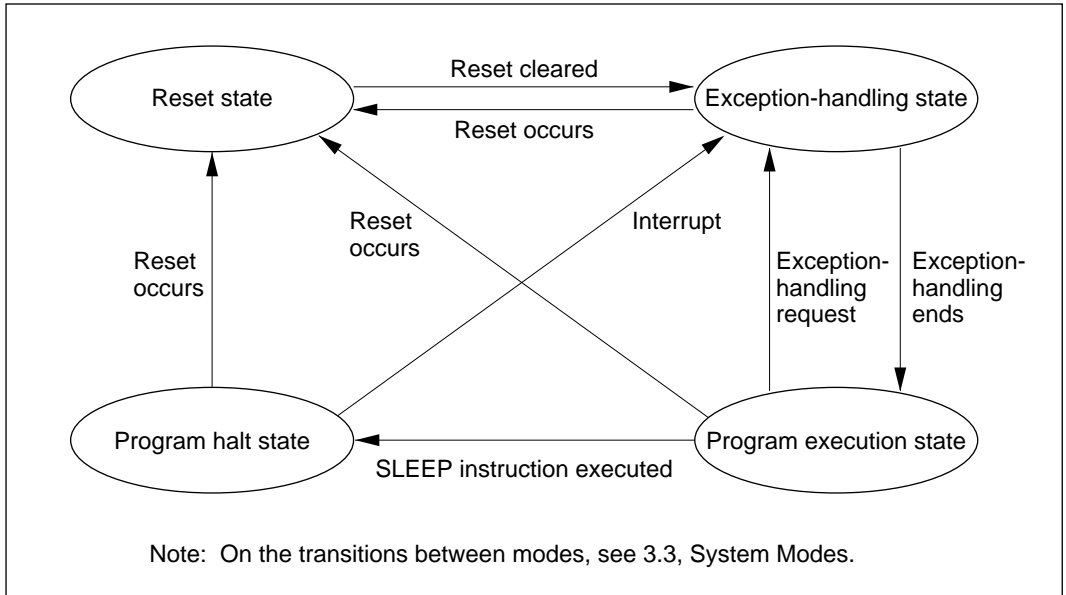 Reset cleared
Reset state
Exception-handling state
Reset occurs
Reset
occurs
Interrupt
Reset
occurs
Exception-
handling
request
Exception-
handling
ends
Program halt state
Program execution state
SLEEP instruction executed
Note: On the transitions between modes, see 3.3, System Modes.